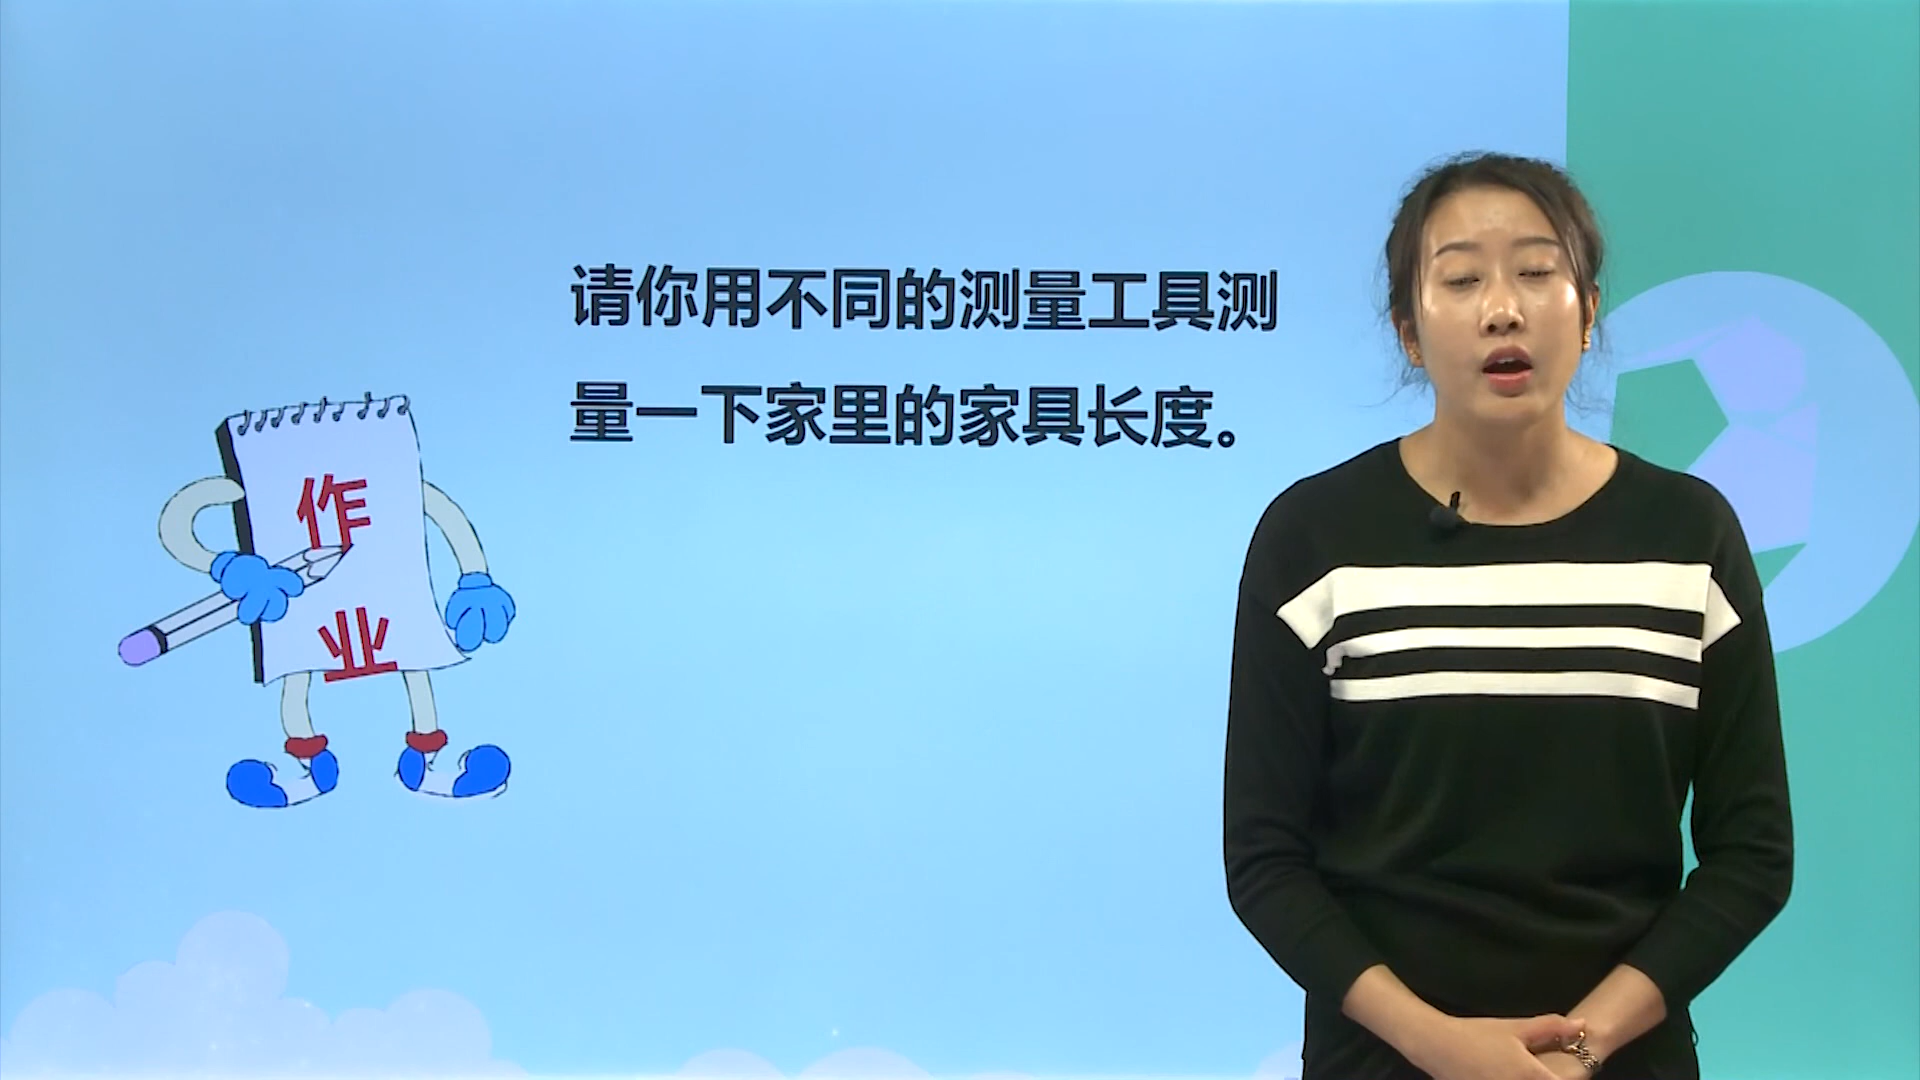 请你用不同的测量工具测
量一下家里的家具长度。
作
业